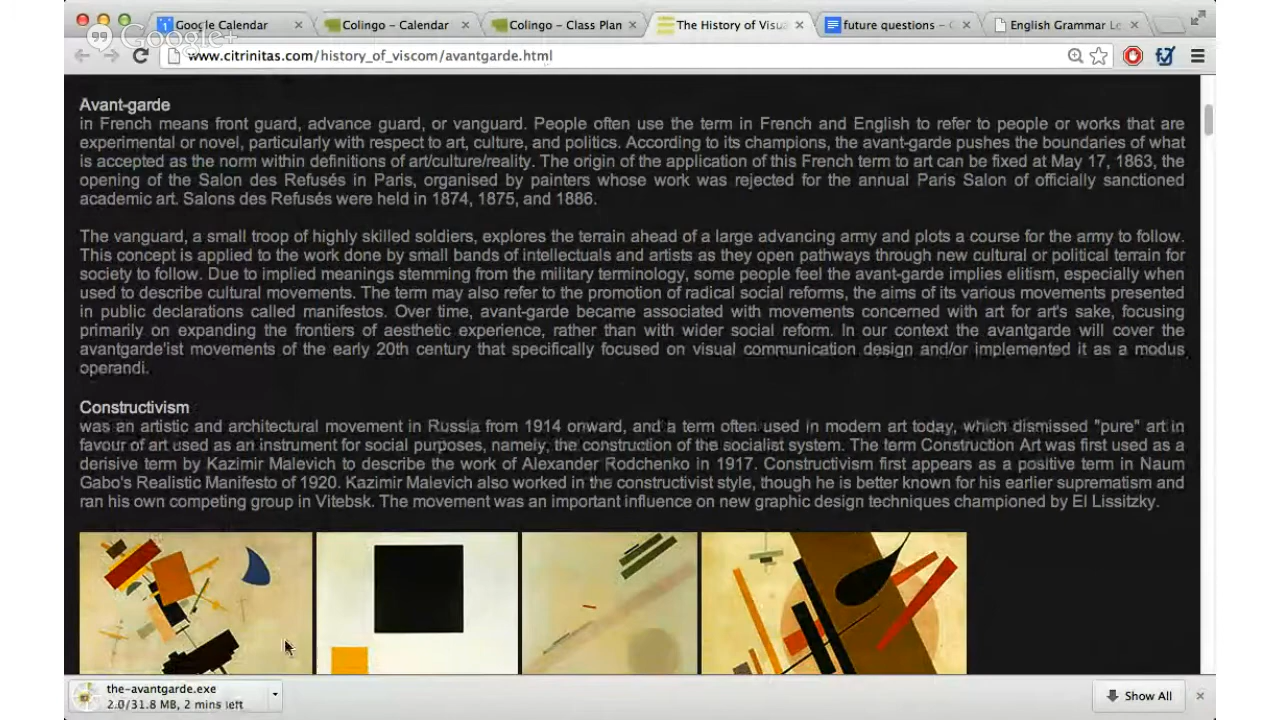 Google Calendar
Colingo – Calendar
Colingo – Class Plan
The History of Visua
future questions – G
English Grammar Le
Google+
www.citrinitas.com/history_of_viscom/avantgarde.html
Avant-garde
in French means front guard, advance guard, or vanguard. People often use the term in French and English to refer to people or works that are
experimental or novel, particularly with respect to art, culture, and politics. According to its champions, the avant-garde pushes the boundaries of what
is accepted as the norm within definitions of art/culture/reality. The origin of the application of this French term to art can be fixed at May 17, 1863, the
opening of the Salon des Refusés in Paris, organised by painters whose work was rejected for the annual Paris Salon of officially sanctioned
academic art. Salons des Refusés were held in 1874, 1875, and 1886.
The vanguard, a small troop of highly skilled soldiers, explores the terrain ahead of a large advancing army and plots a course for the army to follow.
This concept is applied to the work done by small bands of intellectuals and artists as they open pathways through new cultural or political terrain for
society to follow. Due to implied meanings stemming from the military terminology, some people feel the avant-garde implies elitism, especially when
used to describe cultural movements. The term may also refer to the promotion of radical social reforms, the aims of its various movements presented
in public declarations called manifestos. Over time, avant-garde became associated with movements concerned with art for art's sake, focusing
primarily on expanding the frontiers of aesthetic experience, rather than with wider social reform. In our context the avantgarde will cover the
avantgarde'ist movements of the early 20th century that specifically focused on visual communication design and/or implemented it as a modus
operandi.
Constructivism
was an artistic and architectural movement in Russia from 1914 onward, and a term often used in modern art today, which dismissed "pure" art in
favour of art used as an instrument for social purposes, namely, the construction of the socialist system. The term Construction Art was first used as a
derisive term by Kazimir Malevich to describe the work of Alexander Rodchenko in 1917. Constructivism first appears as a positive term in Naum
Gabo's Realistic Manifesto of 1920. Kazimir Malevich also worked in the constructivist style, though he is better known for his earlier suprematism and
ran his own competing group in Vitebsk. The movement was an important influence on new graphic design techniques championed by El Lissitzky.
the-avantgarde.exe
2.0/31.8 MB, 2 mins left
Show All